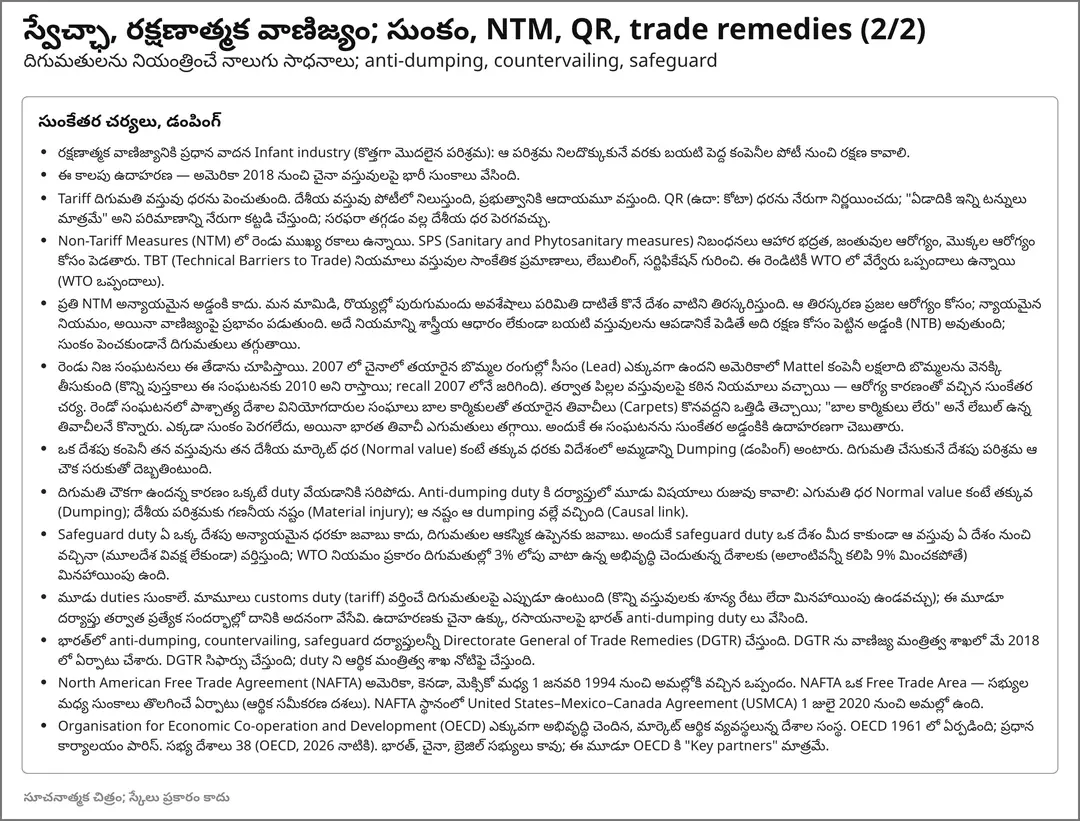 స్వేచ్ఛా, రక్షణాత్మక వాణిజ్యం; సుంకం, NTM, QR, trade remedies (2/2)
దిగుమతులను నియంత్రించే నాలుగు సాధనాలు; anti-dumping, countervailing, safeguard
సుంకేతర చర్యలు, డంపింగ్
• రక్షణాత్మక వాణిజ్యానికి ప్రధాన వాదన Infant industry (కొత్తగా మొదలైన పరిశ్రమ): ఆ పరిశ్రమ నిలదొక్కుకునే వరకు బయటి పెద్ద కంపెనీల పోటీ నుంచి రక్షణ కావాలి.
• ఈ కాలపు ఉదాహరణ — అమెరికా 2018 నుంచి చైనా వస్తువులపై భారీ సుంకాలు వేసింది.
• Tariff దిగుమతి వస్తువు ధరను పెంచుతుంది. దేశీయ వస్తువు పోటీలో నిలుస్తుంది, ప్రభుత్వానికి ఆదాయమూ వస్తుంది. QR (ఉదా: కోటా) ధరను నేరుగా నిర్ణయించదు; "ఏడాదికి ఇన్ని టన్నులు
మాత్రమే" అని పరిమాణాన్ని నేరుగా కట్టడి చేస్తుంది; సరఫరా తగ్గడం వల్ల దేశీయ ధర పెరగవచ్చు.
• Non-Tariff Measures (NTM) లో రెండు ముఖ్య రకాలు ఉన్నాయి. SPS (Sanitary and Phytosanitary measures) నిబంధనలు ఆహార భద్రత, జంతువుల ఆరోగ్యం, మొక్కల ఆరోగ్యం
కోసం పెడతారు. TBT (Technical Barriers to Trade) నియమాలు వస్తువుల సాంకేతిక ప్రమాణాలు, లేబులింగ్, సర్టిఫికేషన్ గురించి. ఈ రెండిటికీ WTO లో వేర్వేరు ఒప్పందాలు ఉన్నాయి
(WTO ఒప్పందాలు).
• ప్రతి NTM అన్యాయమైన అడ్డంకి కాదు. మన మామిడి, రొయ్యల్లో పురుగుమందు అవశేషాలు పరిమితి దాటితే కొనే దేశం వాటిని తిరస్కరిస్తుంది. ఆ తిరస్కరణ ప్రజల ఆరోగ్యం కోసం; న్యాయమైన
నియమం, అయినా వాణిజ్యంపై ప్రభావం పడుతుంది. అదే నియమాన్ని శాస్త్రీయ ఆధారం లేకుండా బయటి వస్తువులను ఆపడానికే పెడితే అది రక్షణ కోసం పెట్టిన అడ్డంకి (NTB) అవుతుంది;
సుంకం పెంచకుండానే దిగుమతులు తగ్గుతాయి.
• రెండు నిజ సంఘటనలు ఈ తేడాను చూపిస్తాయి. 2007 లో చైనాలో తయారైన బొమ్మల రంగుల్లో సీసం (Lead) ఎక్కువగా ఉందని అమెరికాలో Mattel కంపెనీ లక్షలాది బొమ్మలను వెనక్కి
తీసుకుంది (కొన్ని పుస్తకాలు ఈ సంఘటనకు 2010 అని రాస్తాయి; recall 2007 లోనే జరిగింది). తర్వాత పిల్లల వస్తువులపై కఠిన నియమాలు వచ్చాయి — ఆరోగ్య కారణంతో వచ్చిన సుంకేతర
చర్య. రెండో సంఘటనలో పాశ్చాత్య దేశాల వినియోగదారుల సంఘాలు బాల కార్మికులతో తయారైన తివాచీలు (Carpets) కొనవద్దని ఒత్తిడి తెచ్చాయి; "బాల కార్మికులు లేరు" అనే లేబుల్ ఉన్న
తివాచీలనే కొన్నారు. ఎక్కడా సుంకం పెరగలేదు, అయినా భారత తివాచీ ఎగుమతులు తగ్గాయి. అందుకే ఈ సంఘటనను సుంకేతర అడ్డంకికి ఉదాహరణగా చెబుతారు.
• ఒక దేశపు కంపెనీ తన వస్తువును తన దేశీయ మార్కెట్ ధర (Normal value) కంటే తక్కువ ధరకు విదేశంలో అమ్మడాన్ని Dumping (డంపింగ్) అంటారు. దిగుమతి చేసుకునే దేశపు పరిశ్రమ ఆ
చౌక సరుకుతో దెబ్బతింటుంది.
• దిగుమతి చౌకగా ఉందన్న కారణం ఒక్కటే duty వేయడానికి సరిపోదు. Anti-dumping duty కి దర్యాప్తులో మూడు విషయాలు రుజువు కావాలి: ఎగుమతి ధర Normal value కంటే తక్కువ
(Dumping); దేశీయ పరిశ్రమకు గణనీయ నష్టం (Material injury); ఆ నష్టం ఆ dumping వల్లే వచ్చింది (Causal link).
• Safeguard duty ఏ ఒక్క దేశపు అన్యాయమైన ధరకూ జవాబు కాదు, దిగుమతుల ఆకస్మిక ఉప్పెనకు జవాబు. అందుకే safeguard duty ఒక దేశం మీద కాకుండా ఆ వస్తువు ఏ దేశం నుంచి
వచ్చినా (మూలదేశ వివక్ష లేకుండా) వర్తిస్తుంది; WTO నియమం ప్రకారం దిగుమతుల్లో 3% లోపు వాటా ఉన్న అభివృద్ధి చెందుతున్న దేశాలకు (అలాంటివన్నీ కలిపి 9% మించకపోతే)
మినహాయింపు ఉంది.
• మూడు duties సుంకాలే. మామూలు customs duty (tariff) వర్తించే దిగుమతులపై ఎప్పుడూ ఉంటుంది (కొన్ని వస్తువులకు శూన్య రేటు లేదా మినహాయింపు ఉండవచ్చు); ఈ మూడూ
దర్యాప్తు తర్వాత ప్రత్యేక సందర్భాల్లో దానికి అదనంగా వేసేవి. ఉదాహరణకు చైనా ఉక్కు, రసాయనాలపై భారత్ anti-dumping duty లు వేసింది.
• భారత్‌లో anti-dumping, countervailing, safeguard దర్యాప్తులన్నీ Directorate General of Trade Remedies (DGTR) చేస్తుంది. DGTR ను వాణిజ్య మంత్రిత్వ శాఖలో మే 2018
లో ఏర్పాటు చేశారు. DGTR సిఫార్సు చేస్తుంది; duty ని ఆర్థిక మంత్రిత్వ శాఖ నోటిఫై చేస్తుంది.
• North American Free Trade Agreement (NAFTA) అమెరికా, కెనడా, మెక్సికో మధ్య 1 జనవరి 1994 నుంచి అమల్లోకి వచ్చిన ఒప్పందం. NAFTA ఒక Free Trade Area — సభ్యుల
మధ్య సుంకాలు తొలగించే ఏర్పాటు (ఆర్థిక సమీకరణ దశలు). NAFTA స్థానంలో United States–Mexico–Canada Agreement (USMCA) 1 జులై 2020 నుంచి అమల్లో ఉంది.
• Organisation for Economic Co-operation and Development (OECD) ఎక్కువగా అభివృద్ధి చెందిన, మార్కెట్ ఆర్థిక వ్యవస్థలున్న దేశాల సంస్థ. OECD 1961 లో ఏర్పడింది; ప్రధాన
కార్యాలయం పారిస్. సభ్య దేశాలు 38 (OECD, 2026 నాటికి). భారత్, చైనా, బ్రెజిల్ సభ్యులు కావు; ఈ మూడూ OECD కి "Key partners" మాత్రమే.
సూచనాత్మక చిత్రం; స్కేలు ప్రకారం కాదు